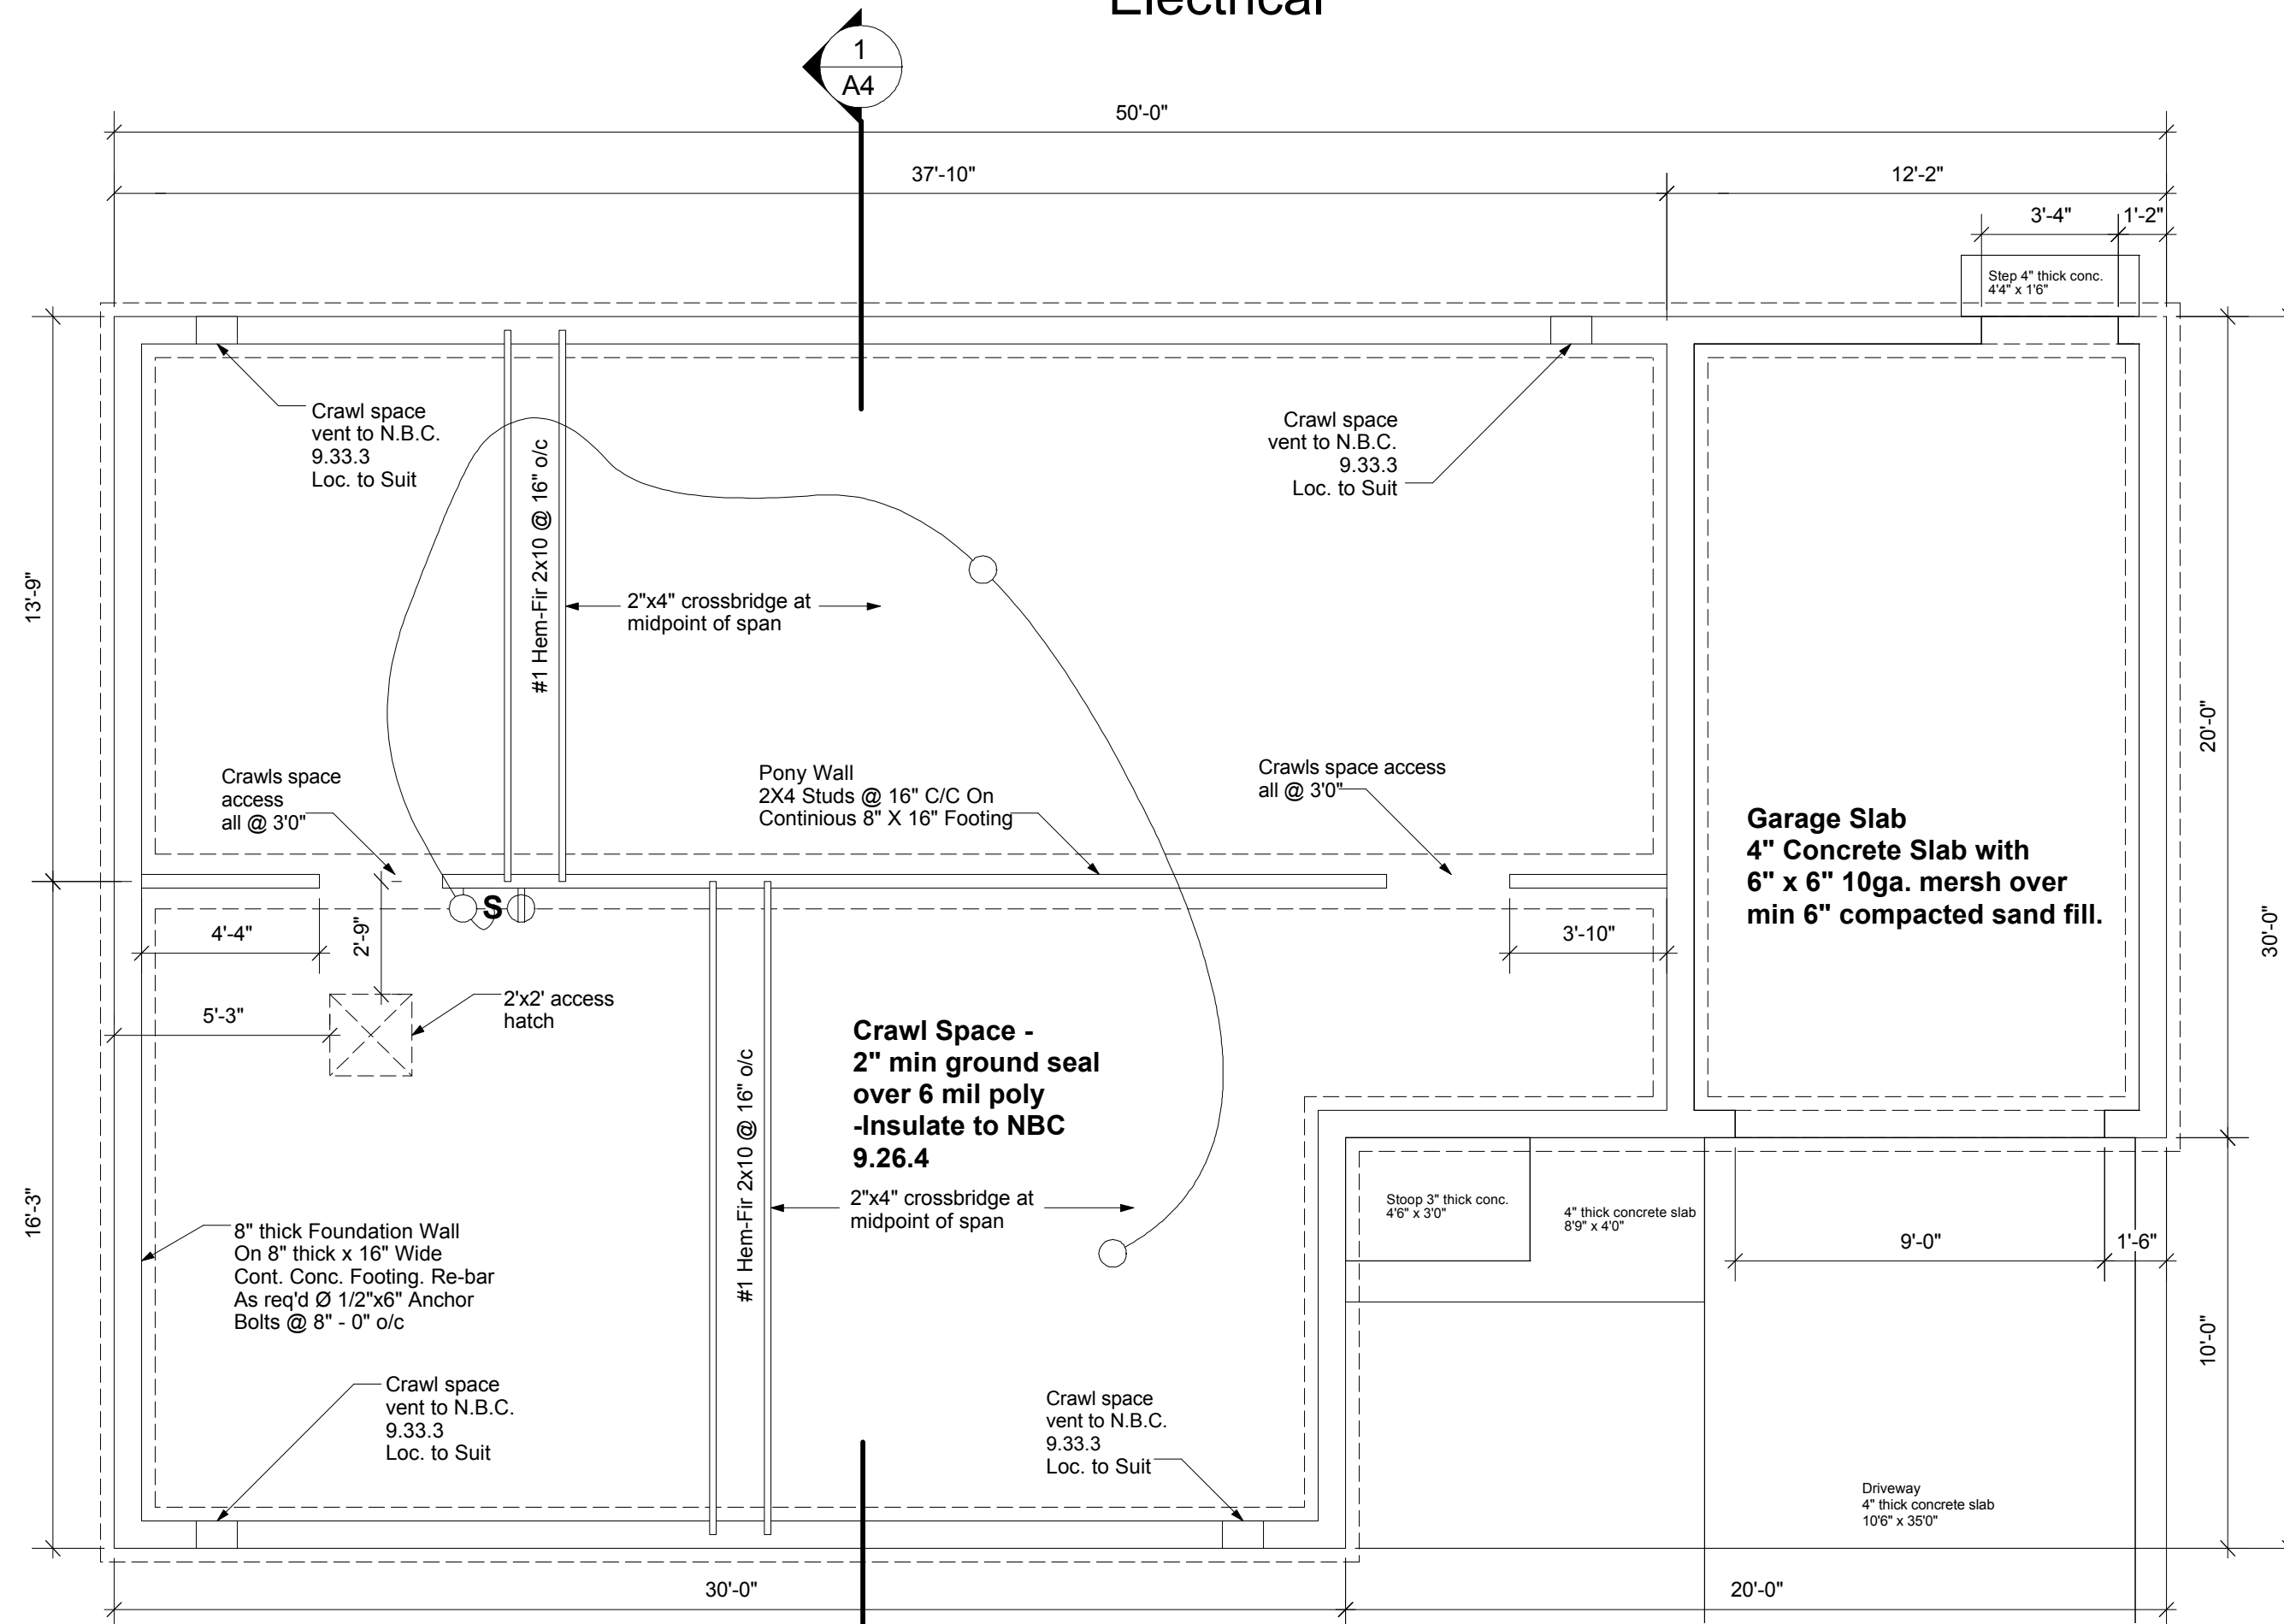 Electrical
1
A4
50'-0"
37'-10"
12'-2"
3'-4"
1'-2"
Step 4" thick conc.
4'4" x 1'6"
Crawl space
vent to N.B.C.
9.33.3
Loc. to Suit
Crawl space
vent to N.B.C.
9.33.3
Loc. to Suit
#1 Hem-Fir 2x10 @ 16" o/c
2"x4" crossbridge at
midpoint of span
13'-9"
20'-0"
30'-0"
Crawls space
access
all @ 3'0"
Pony Wall
2X4 Studs @ 16" C/C On
Continious 8" X 16" Footing
Crawls space access
all @ 3'0"
Garage Slab
4" Concrete Slab with
6" x 6" 10ga. mersh over
min 6" compacted sand fill.
S
4'-4"
2'-9"
3'-10"
5'-3"
2'x2' access
hatch
Crawl Space -
2" min ground seal
over 6 mil poly
-Insulate to NBC
9.26.4
#1 Hem-Fir 2x10 @ 16" o/c
2"x4" crossbridge at
midpoint of span
16'-3"
8" thick Foundation Wall
On 8" thick x 16" Wide
Cont. Conc. Footing. Re-bar
As req'd Ø 1/2"x6" Anchor
Bolts @ 8" - 0" o/c
Stoop 3" thick conc.
4'6" x 3'0"
4" thick concrete slab
8'9" x 4'0"
9'-0"
1'-6"
10'-0"
Crawl space
vent to N.B.C.
9.33.3
Loc. to Suit
Crawl space
vent to N.B.C.
9.33.3
Loc. to Suit
Driveway
4" thick concrete slab
10'6" x 35'0"
30'-0"
20'-0"